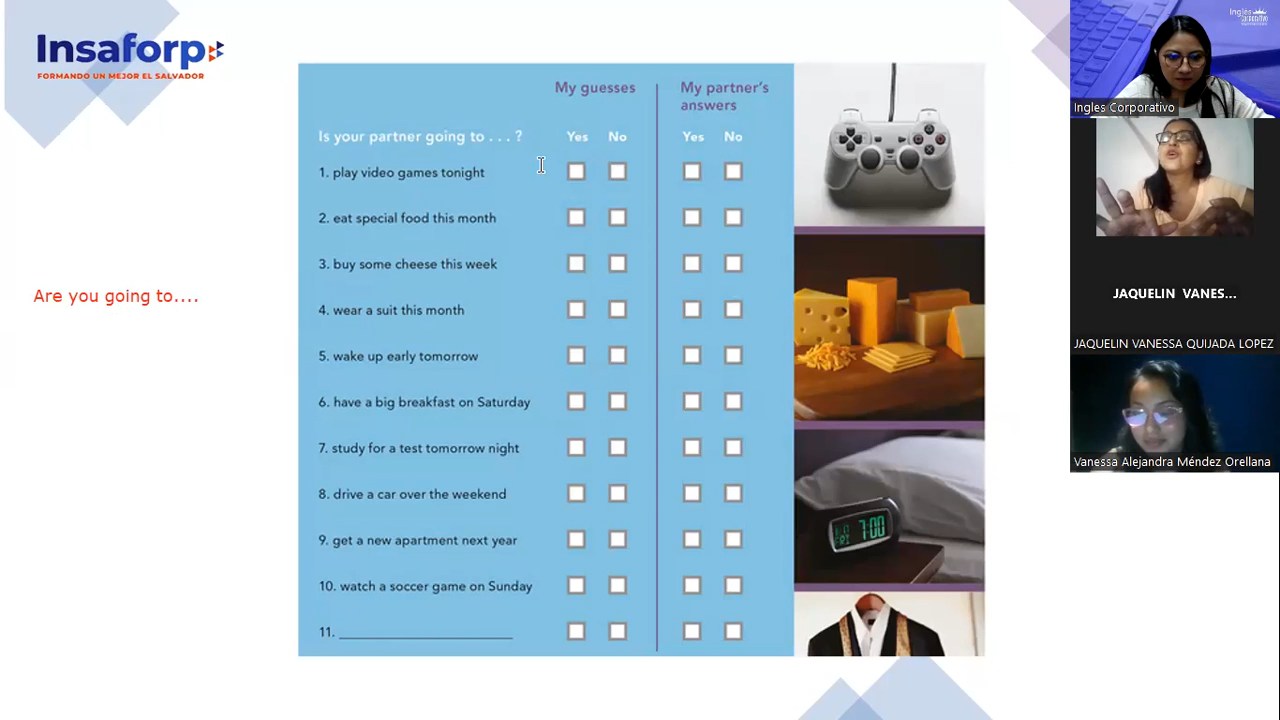 Insaforp
FORMANDO UN MEJOR EL SALVADOR
My guesses
My partner's
answers
Is your partner going to . . . ?
Yes No
Yes No
1. play video games tonight
2. eat special food this month
3. buy some cheese this week
4. wear a suit this month
5. wake up early tomorrow
6. have a big breakfast on Saturday
7. study for a test tomorrow night
8. drive a car over the weekend
9. get a new apartment next year
10. watch a soccer game on Sunday
11.
Are you going to....
FRI 7:00
Ingles Corporativo
JAQUELIN VANES...
JAQUELIN VANESSA QUIJADA LOPEZ
Vanessa Alejandra Méndez Orellana